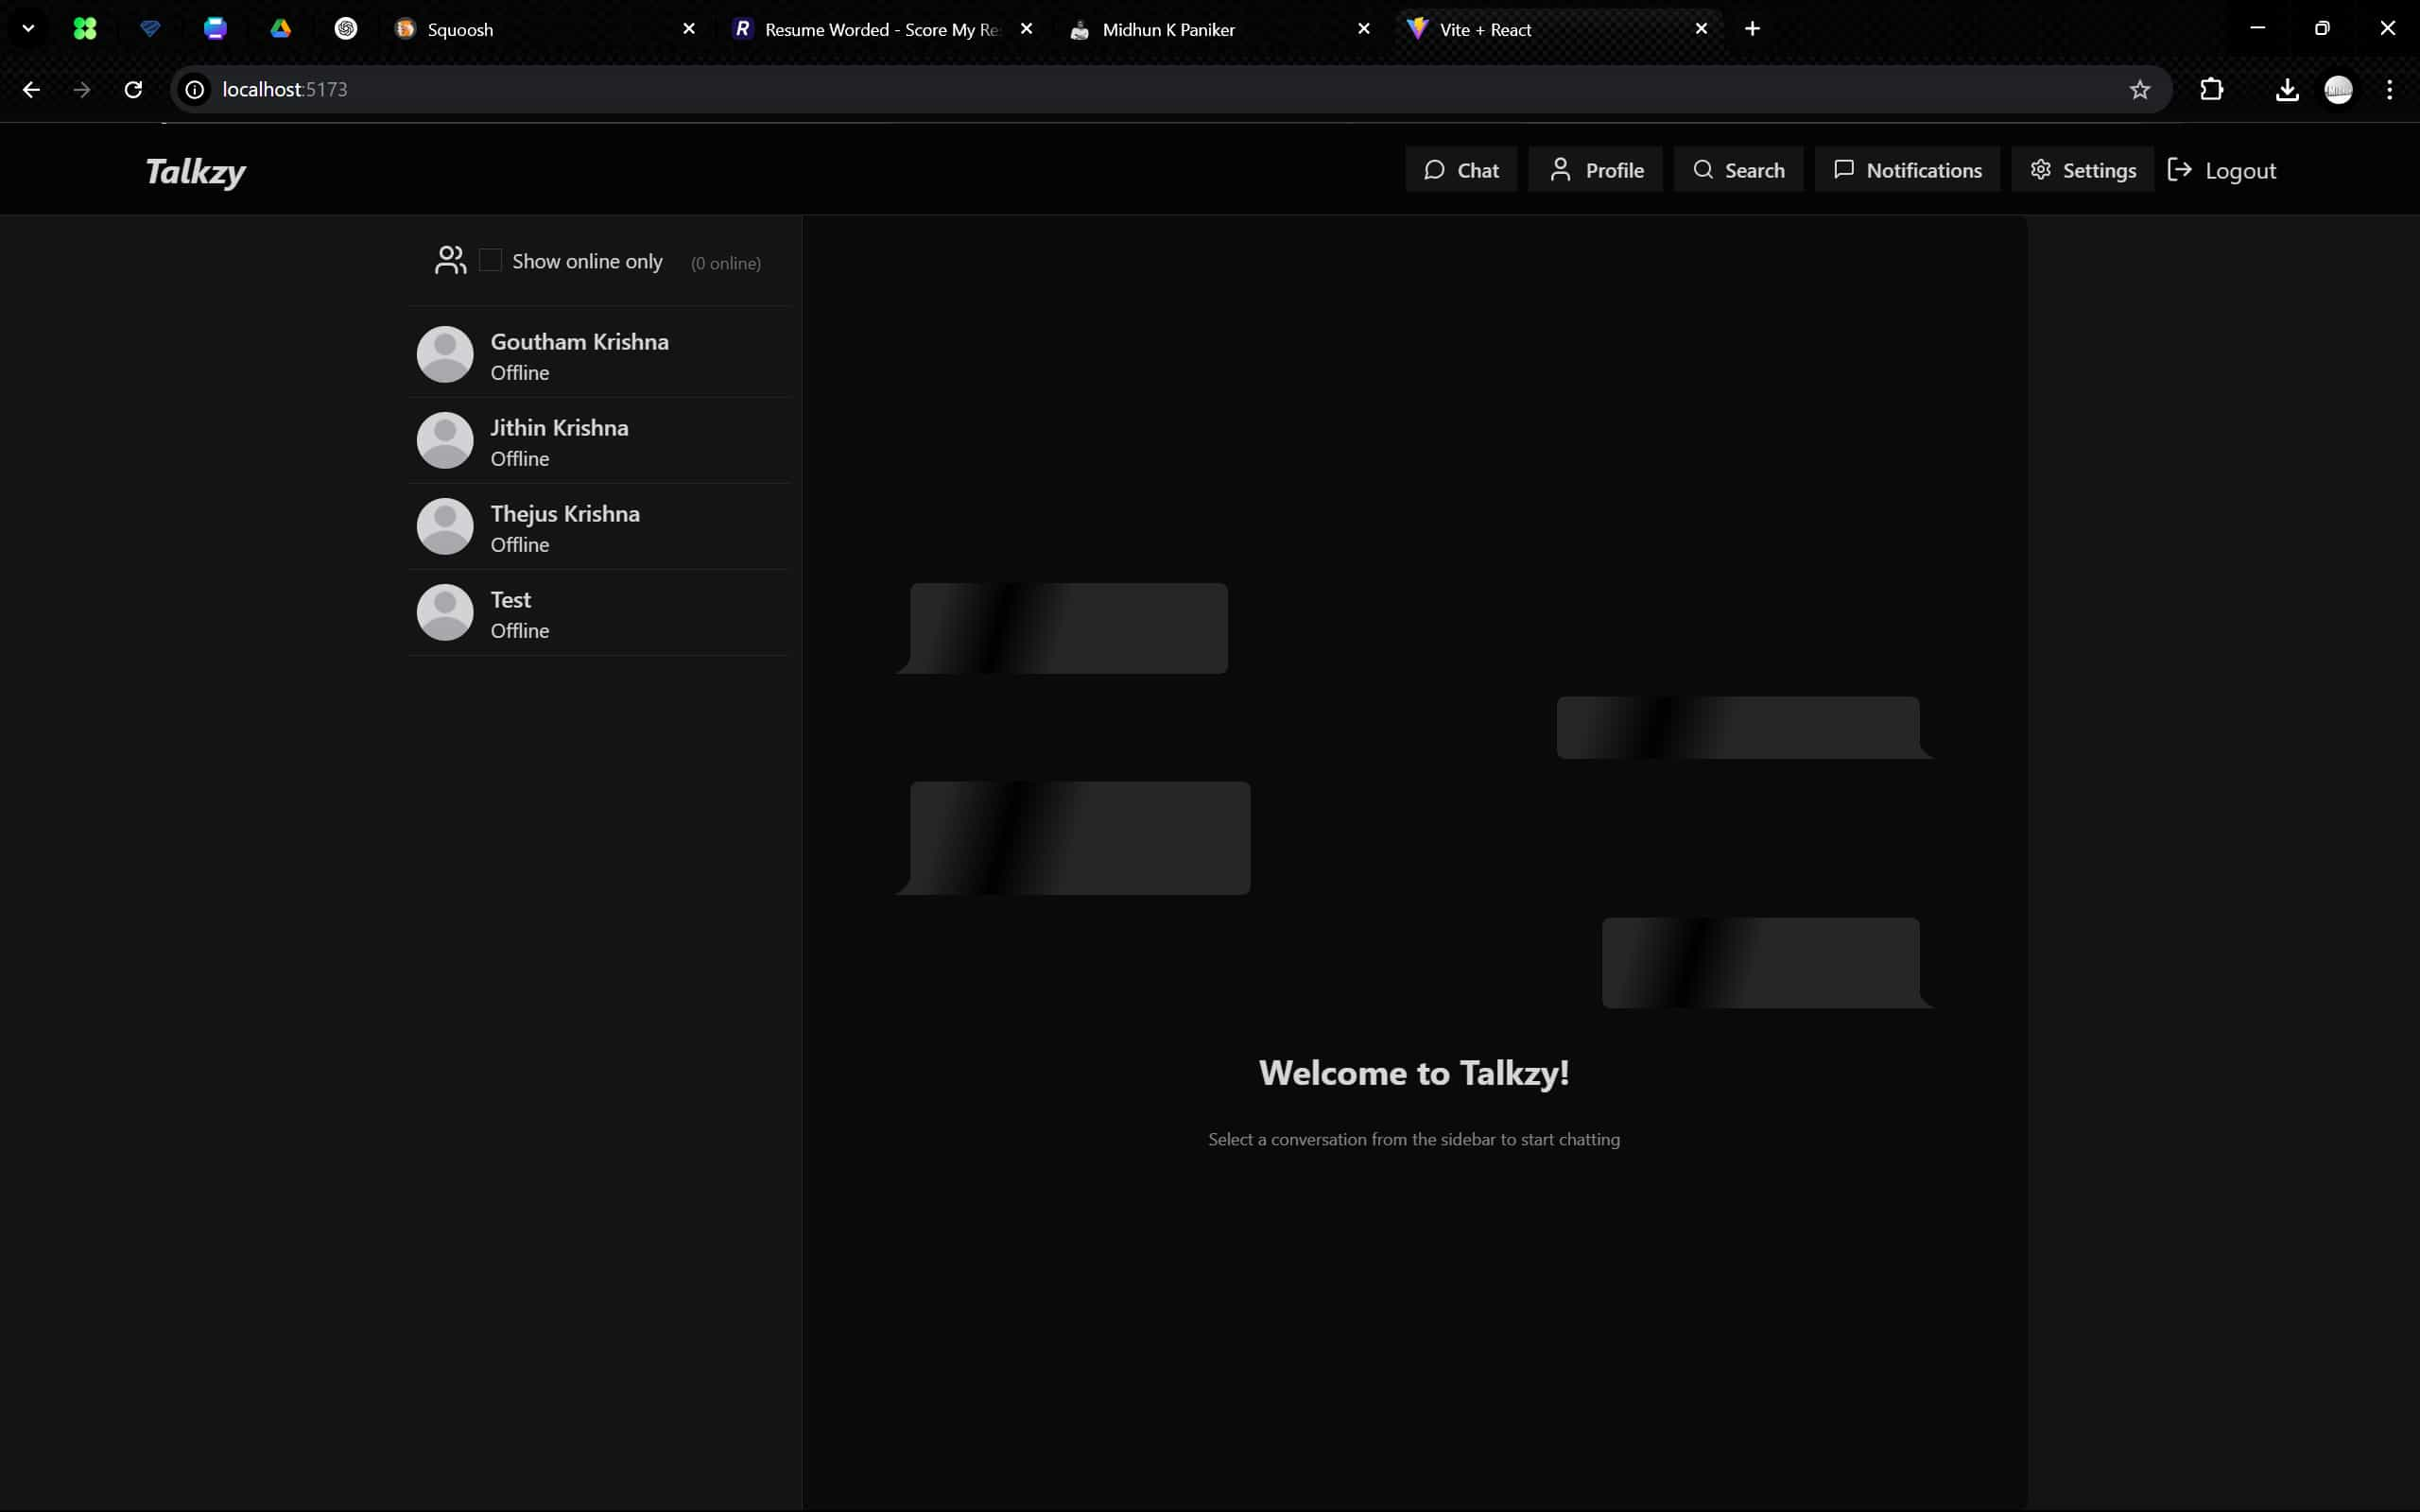 Squoosh
Resume Worded - Score My Re
Midhun K Paniker
Vite + React
localhost:5173
Talkzy
Chat
Profile
Search
Notifications
Settings
Logout
Show online only (0 online)
Goutham Krishna
Offline
Jithin Krishna
Offline
Thejus Krishna
Offline
Test
Offline
Welcome to Talkzy!
Select a conversation from the sidebar to start chatting